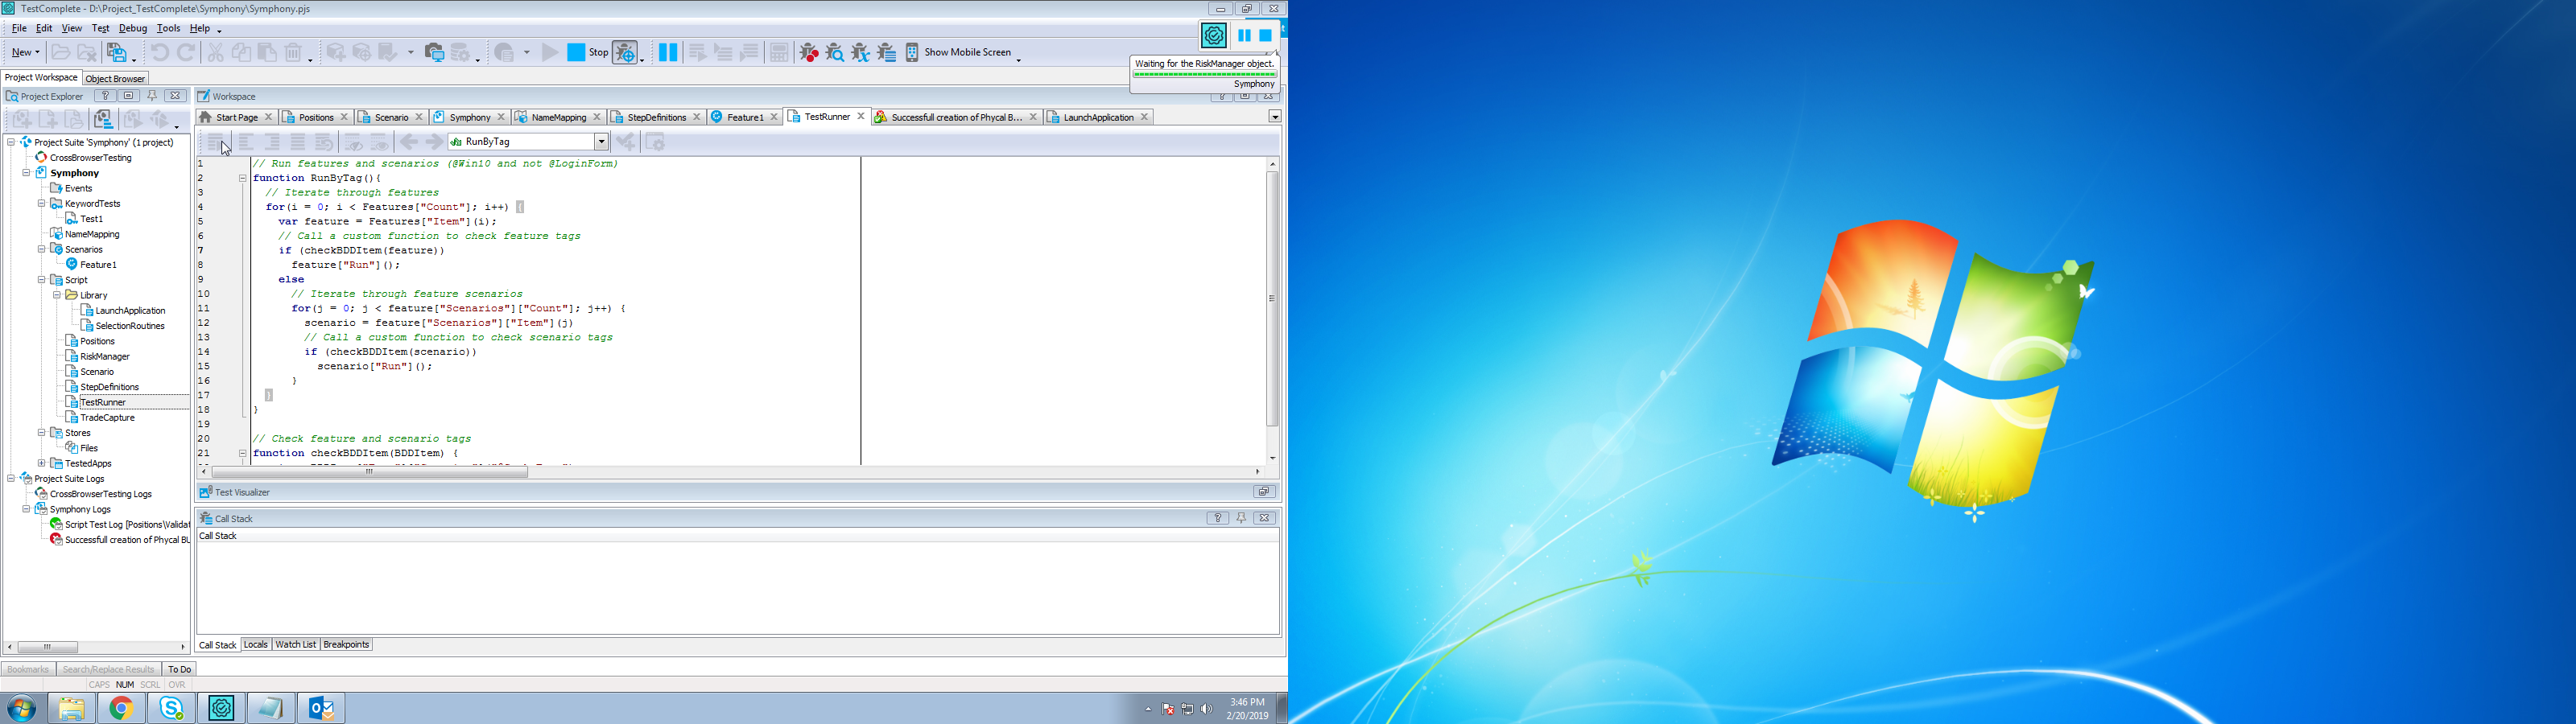 TestComplete - D:\Project_TestComplete\Symphony\Symphony.pjs
File Edit View Test Debug Tools Help
New
Stop
Show Mobile Screen
Waiting for the RiskManager object.
Symphony
Project Workspace
Object Browser
Project Explorer
Workspace
Start Page
Positions
Scenario
Symphony
NameMapping
StepDefinitions
Feature1
TestRunner
Successfull creation of Phycal B...
LaunchApplication
RunByTag
Project Suite 'Symphony' (1 project)
CrossBrowserTesting
Symphony
Events
KeywordTests
Test1
NameMapping
Scenarios
Feature1
Script
Library
LaunchApplication
SelectionRoutines
Positions
RiskManager
Scenario
StepDefinitions
TestRunner
TradeCapture
Stores
Files
TestedApps
Project Suite Logs
CrossBrowserTesting Logs
Symphony Logs
Script Test Log [Positions\Validat
Successfull creation of Phycal BU
1 // Run features and scenarios (@Win10 and not @LoginForm)
2 function RunByTag(){
3 // Iterate through features
4 for(i = 0; i < Features["Count"]; i++) {
5 var feature = Features["Item"](i);
6 // Call a custom function to check feature tags
7 if (checkBDDItem(feature))
8 feature["Run"]();
9 else
10 // Iterate through feature scenarios
11 for(j = 0; j < feature["Scenarios"]["Count"]; j++) {
12 scenario = feature["Scenarios"]["Item"](j)
13 // Call a custom function to check scenario tags
14 if (checkBDDItem(scenario))
15 scenario["Run"]();
16 }
17 }
18 }
19
20 // Check feature and scenario tags
21 function checkBDDItem(BDDItem) {
Test Visualizer
Call Stack
Call Stack
Call Stack
Locals
Watch List
Breakpoints
Bookmarks
Search/Replace Results
To Do
CAPS NUM SCRL OVR
3:46 PM
2/20/2019